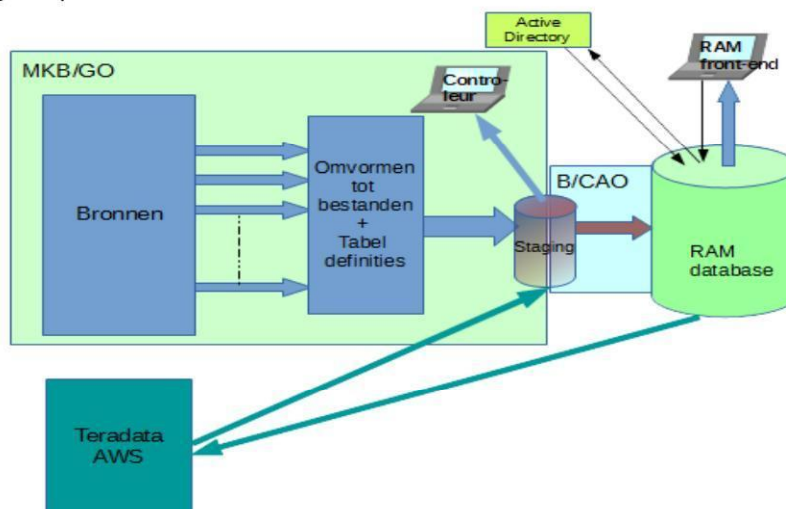 Active
Directory
RAM
front-end
MKB/GO
Contro-
leur
Bronnen
Omvormen
tot
bestanden
+
Tabel
definities
B/CAO
Staging
RAM
database
Teradata
AWS